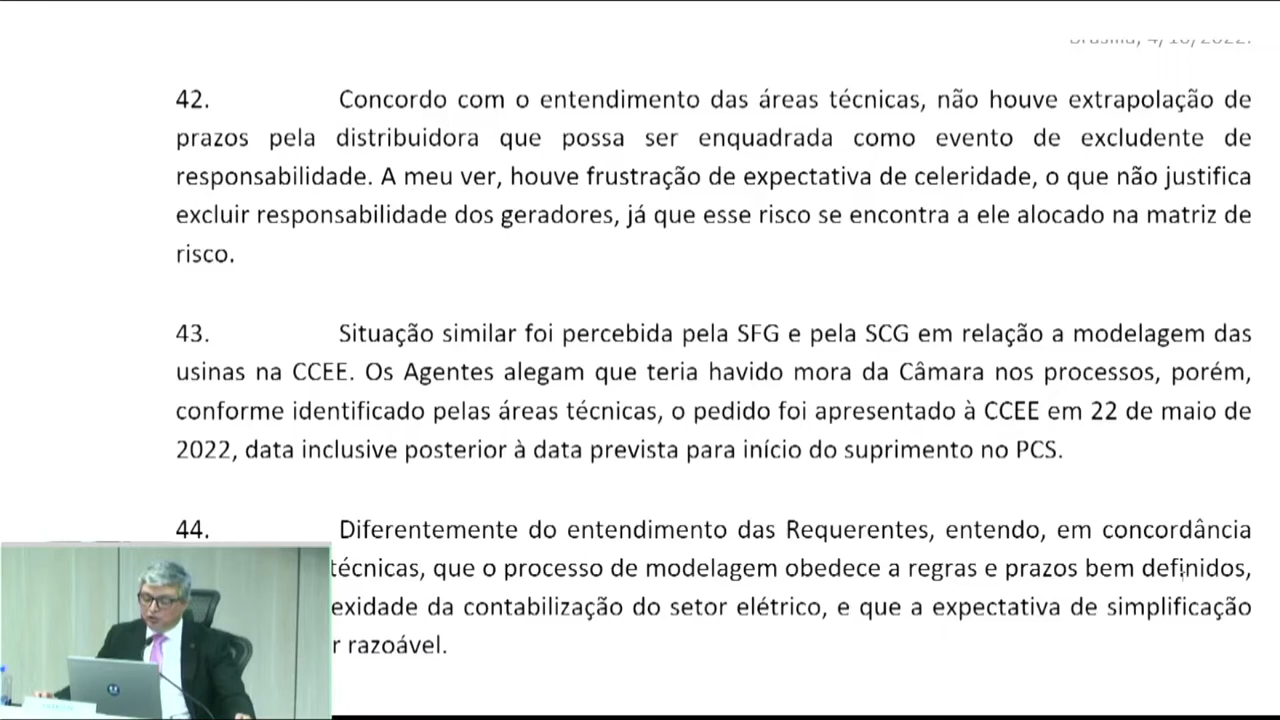 Brasília, 4/10/2022.
42. Concordo com o entendimento das áreas técnicas, não houve extrapolação de
prazos pela distribuidora que possa ser enquadrada como evento de excludente de
responsabilidade. A meu ver, houve frustração de expectativa de celeridade, o que não justifica
excluir responsabilidade dos geradores, já que esse risco se encontra a ele alocado na matriz de
risco.
43. Situação similar foi percebida pela SFG e pela SCG em relação a modelagem das
usinas na CCEE. Os Agentes alegam que teria havido mora da Câmara nos processos, porém,
conforme identificado pelas áreas técnicas, o pedido foi apresentado à CCEE em 22 de maio de
2022, data inclusive posterior à data prevista para início do suprimento no PCS.
44. Diferentemente do entendimento das Requerentes, entendo, em concordância
técnicas, que o processo de modelagem obedece a regras e prazos bem definidos,
exidade da contabilização do setor elétrico, e que a expectativa de simplificação
r razoável.